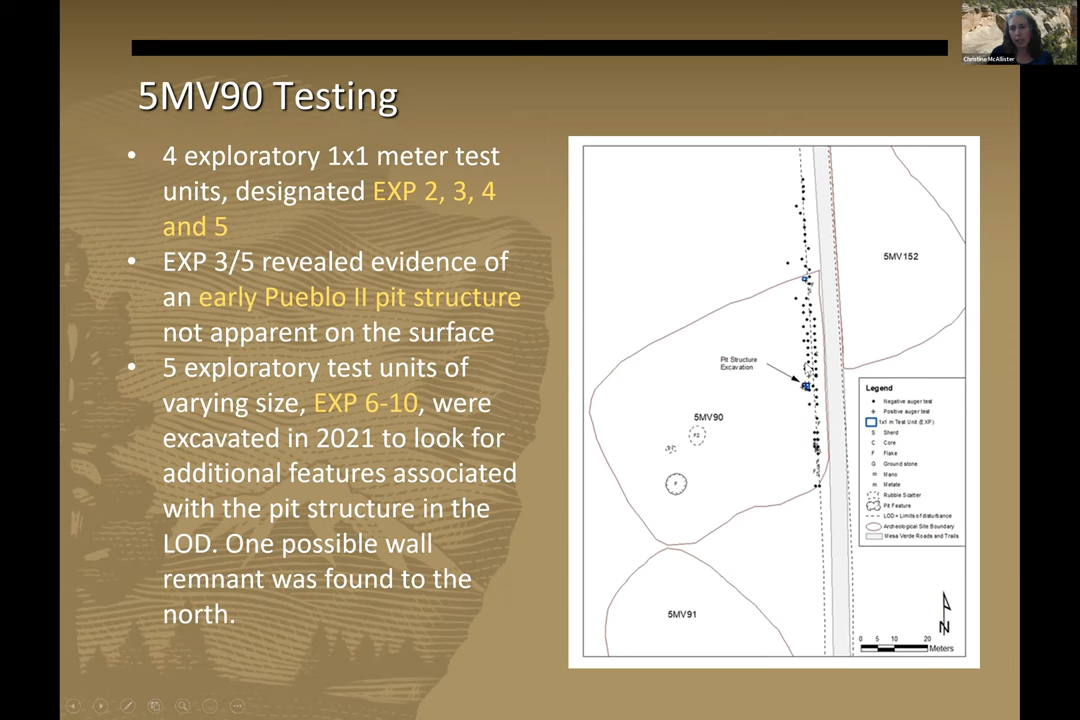 Christine McAllister
5MV90 Testing
• 4 exploratory 1x1 meter test
units, designated EXP 2, 3, 4
and 5
• EXP 3/5 revealed evidence of
an early Pueblo II pit structure
not apparent on the surface
• 5 exploratory test units of
varying size, EXP 6-10, were
excavated in 2021 to look for
additional features associated
with the pit structure in the
LOD. One possible wall
remnant was found to the
north.
5MV152
Pit Structure
Excavation
5MV90
5MV91
Legend
Negative auger test
Positive auger test
1x1 m Test Unit (EXP)
S Sherd
C Core
F Flake
G Ground stone
m Mano
m Metate
Rubble Scatter
Pit Feature
LOD = Limits of disturbance
Archeological Site Boundary
Mesa Verde Roads and Trails
N
0 5 10 20
Meters